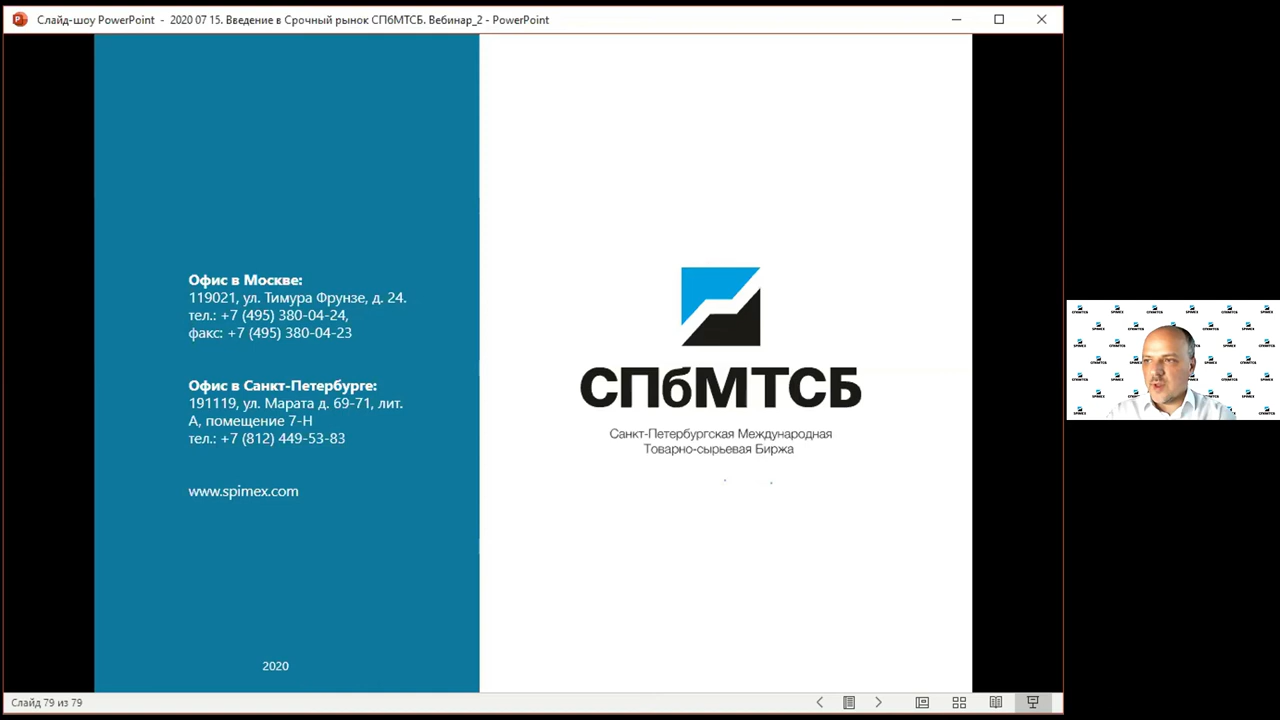 Слайд-шоу PowerPoint - 2020 07 15. Введение в Срочный рынок СПбМТСБ. Вебинар_2 - PowerPoint
Офис в Москве:
119021, ул. Тимура Фрунзе, д. 24.
тел.: +7 (495) 380-04-24,
факс: +7 (495) 380-04-23
Офис в Санкт-Петербурге:
191119, ул. Марата д. 69-71, лит.
А, помещение 7-Н
тел.: +7 (812) 449-53-83
www.spimex.com
2020
СПбМТСБ
Санкт-Петербургская Международная
Товарно-сырьевая Биржа
Слайд 79 из 79